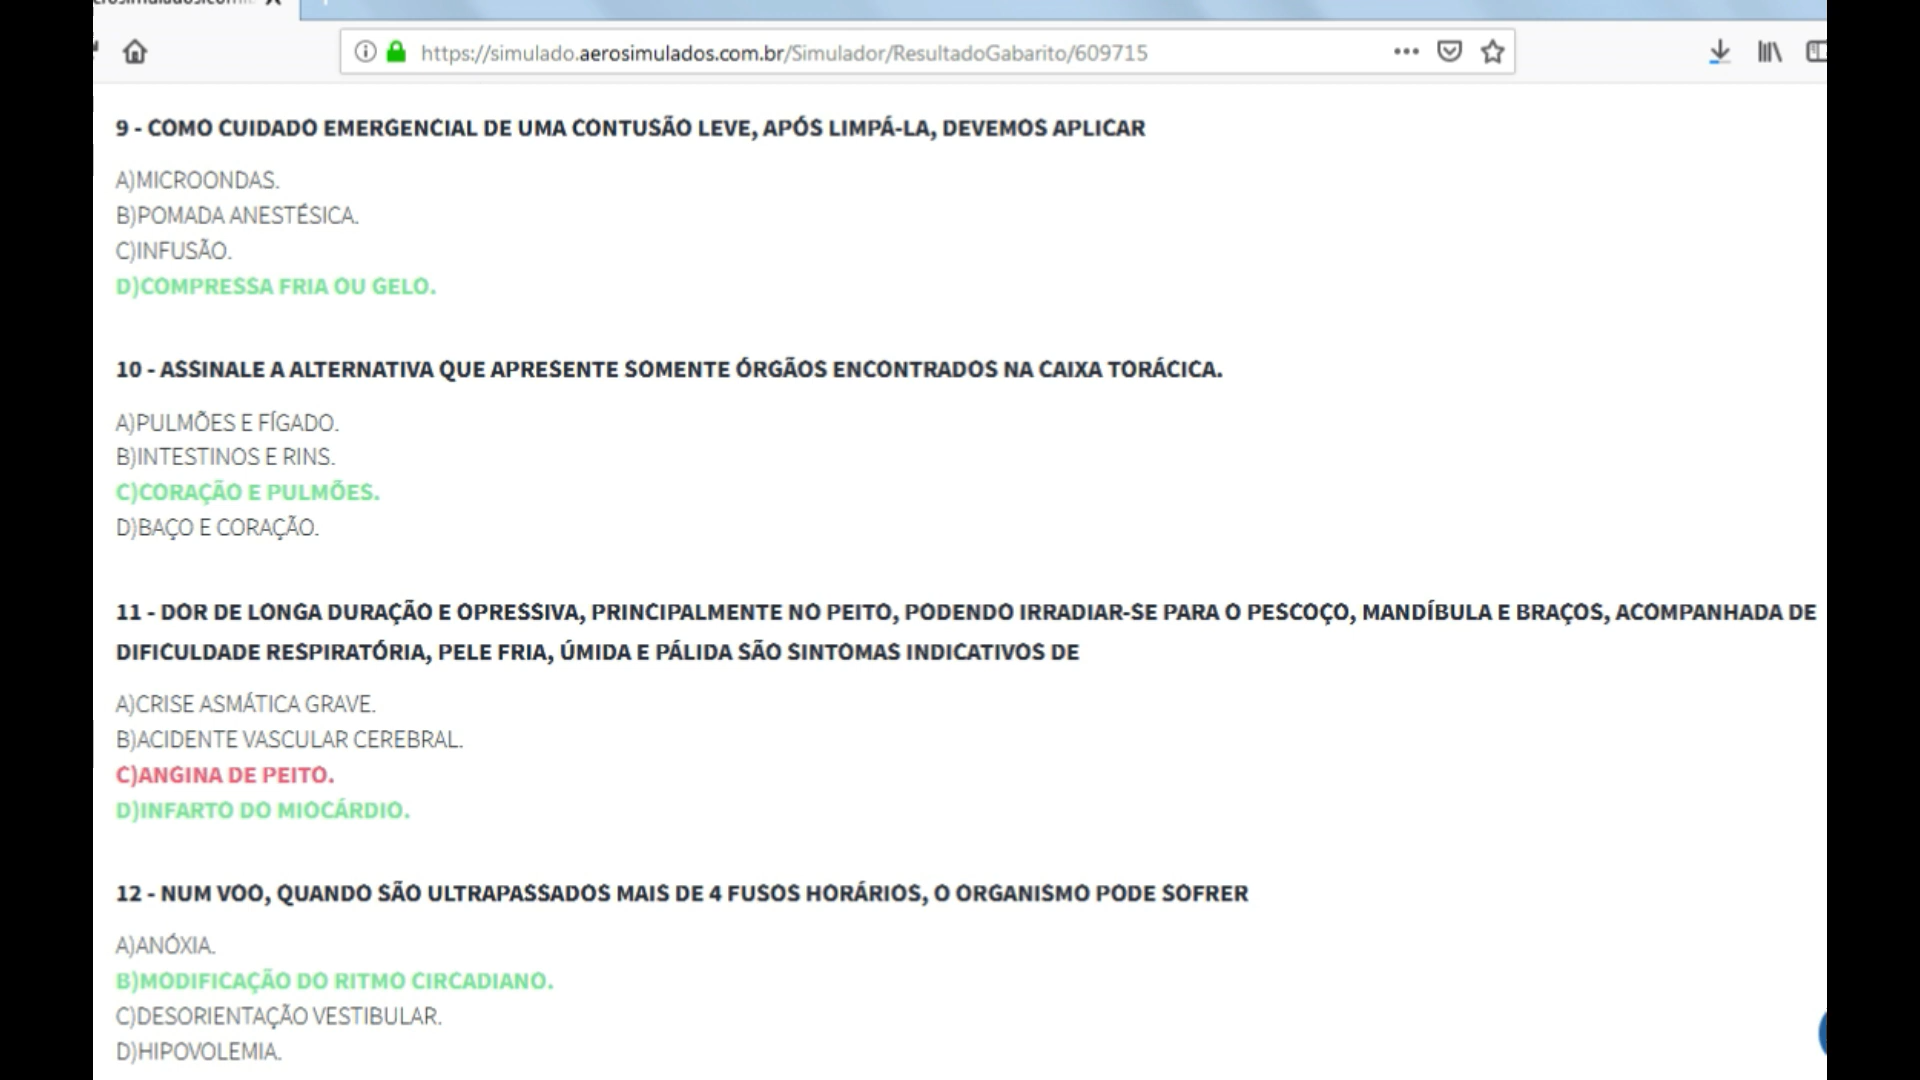 https://simulado.aerosimulados.com.br/Simulador/ResultadoGabarito/609715
9 - COMO CUIDADO EMERGENCIAL DE UMA CONTUSÃO LEVE, APÓS LIMPÁ-LA, DEVEMOS APLICAR
A)MICROONDAS.
B)POMADA ANESTÉSICA.
C)INFUSÃO.
D)COMPRESSA FRIA OU GELO.
10 - ASSINALE A ALTERNATIVA QUE APRESENTE SOMENTE ÓRGÃOS ENCONTRADOS NA CAIXA TORÁCICA.
A)PULMÕES E FÍGADO.
B)INTESTINOS E RINS.
C)CORAÇÃO E PULMÕES.
D)BAÇO E CORAÇÃO.
11 - DOR DE LONGA DURAÇÃO E OPRESSIVA, PRINCIPALMENTE NO PEITO, PODENDO IRRADIAR-SE PARA O PESCOÇO, MANDÍBULA E BRAÇOS, ACOMPANHADA DE
DIFICULDADE RESPIRATÓRIA, PELE FRIA, ÚMIDA E PÁLIDA SÃO SINTOMAS INDICATIVOS DE
A)CRISE ASMÁTICA GRAVE.
B)ACIDENTE VASCULAR CEREBRAL.
C)ANGINA DE PEITO.
D)INFARTO DO MIOCÁRDIO.
12 - NUM VOO, QUANDO SÃO ULTRAPASSADOS MAIS DE 4 FUSOS HORÁRIOS, O ORGANISMO PODE SOFRER
A)ANÓXIA.
B)MODIFICAÇÃO DO RITMO CIRCADIANO.
C)DESORIENTAÇÃO VESTIBULAR.
D)HIPOVOLEMIA.